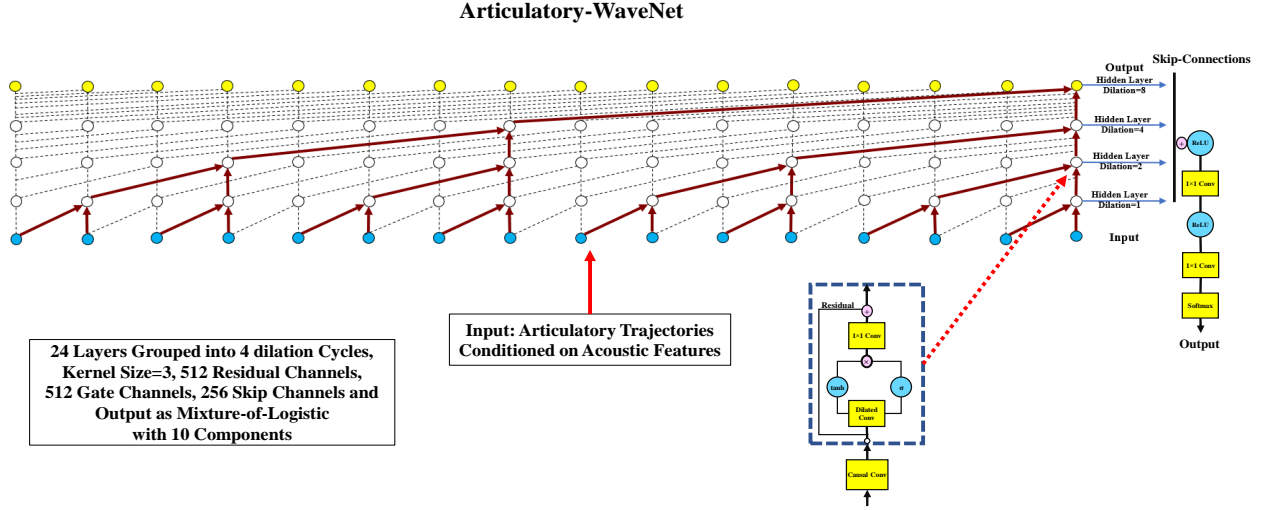 Articulatory-WaveNet
Output
Skip-Connections
Hidden Layer
Dilation=8
Hidden Layer
Dilation=4
Hidden Layer
Dilation=2
Hidden Layer
Dilation=1
Input
+
ReLU
1×1 Conv
ReLU
1×1 Conv
Softmax
Output
Input: Articulatory Trajectories
Conditioned on Acoustic Features
24 Layers Grouped into 4 dilation Cycles,
Kernel Size=3, 512 Residual Channels,
512 Gate Channels, 256 Skip Channels and
Output as Mixture-of-Logistic
with 10 Components
Residual
+
1×1 Conv
×
tanh
σ
Dilated
Conv
Causal Conv